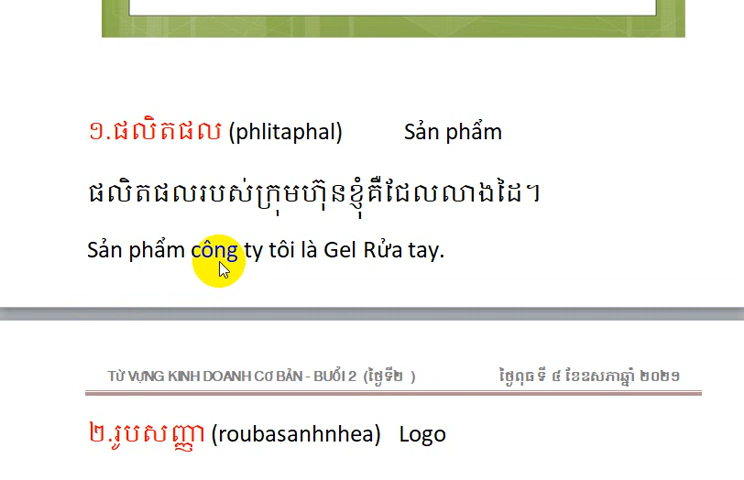 ១.ផលិតផល (phlitaphal) Sản phẩm
ផលិតផលរបស់ក្រុមហ៊ុនខ្ញុំគឺជែលលាងដៃ។
Sản phẩm công ty tôi là Gel Rửa tay.
TỪ VỰNG KINH DOANH CƠ BẢN - BUỔI 2 (ថ្ងៃទី២ ) ថ្ងៃពុធ ទី ៤ ខែឧសភាឆ្នាំ ២០២១
២.រូបសញ្ញា (roubasanhnhea) Logo